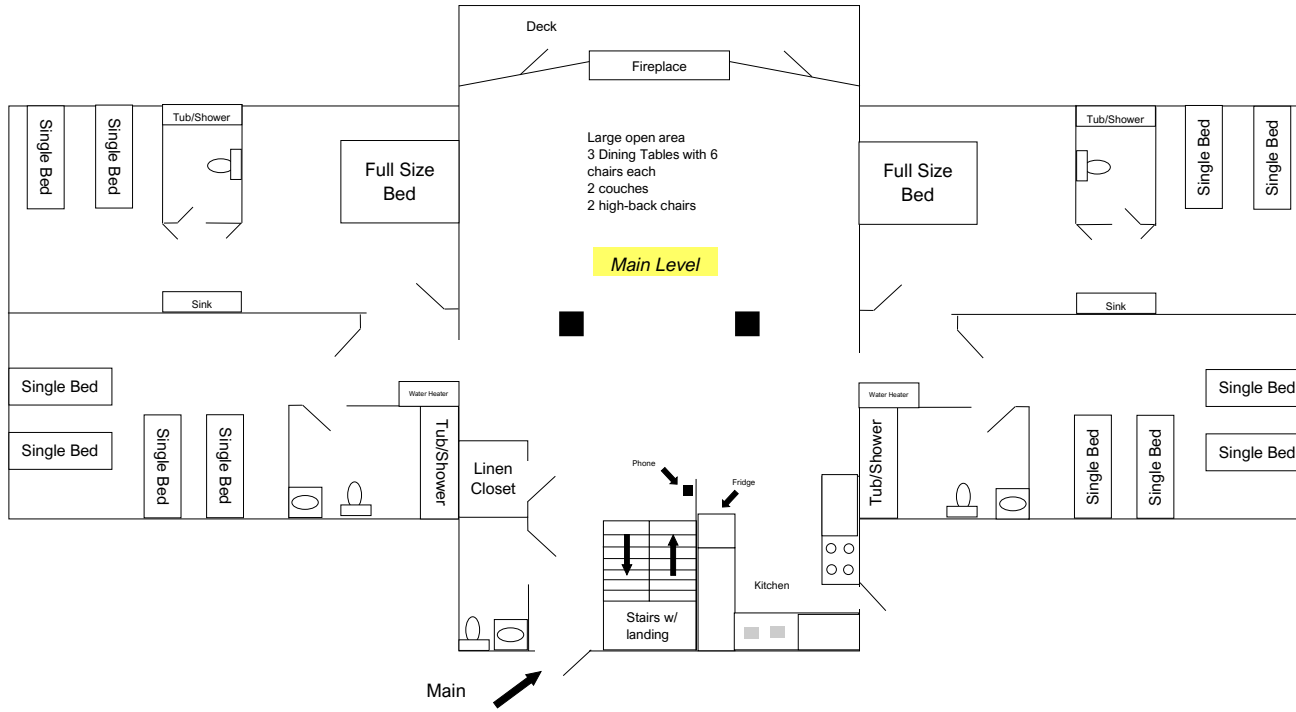 Deck
Fireplace
Tub/Shower
Tub/Shower
Single Bed
Single Bed
Full Size
Bed
Large open area
3 Dining Tables with 6
chairs each
2 couches
2 high-back chairs
Full Size
Bed
Single Bed
Single Bed
Main Level
Sink
Sink
Single Bed
Single Bed
Single Bed
Single Bed
Water Heater
Tub/Shower
Linen
Closet
Phone
Fridge
Water Heater
Tub/Shower
Single Bed
Single Bed
Single Bed
Single Bed
Kitchen
Stairs w/
landing
Main